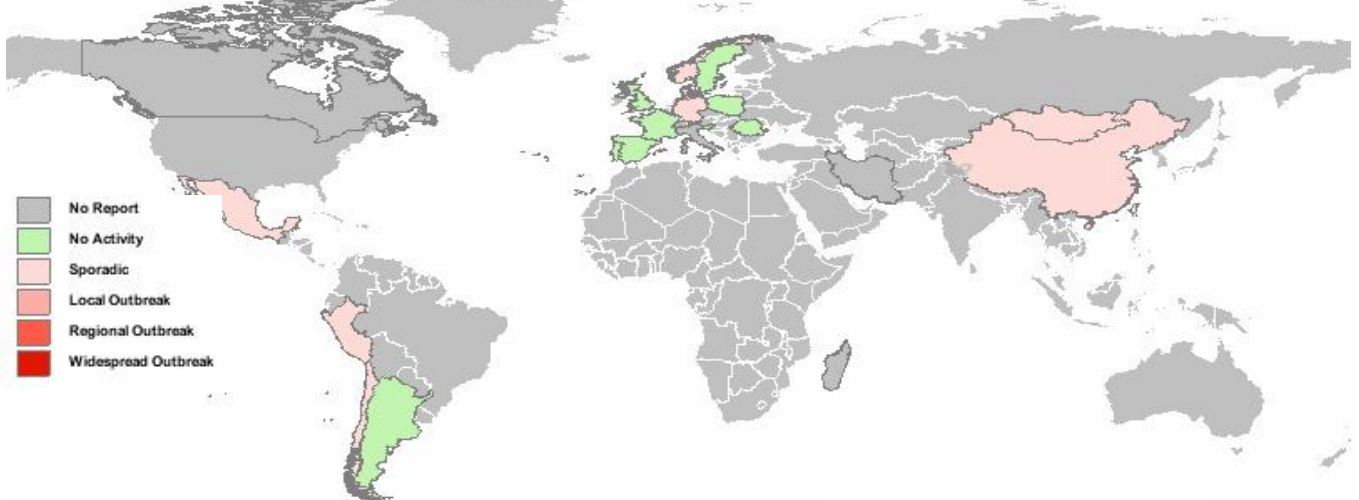 No Report
No Activity
Sporadic
Local Outbreak
Regional Outbreak
Widespread Outbreak